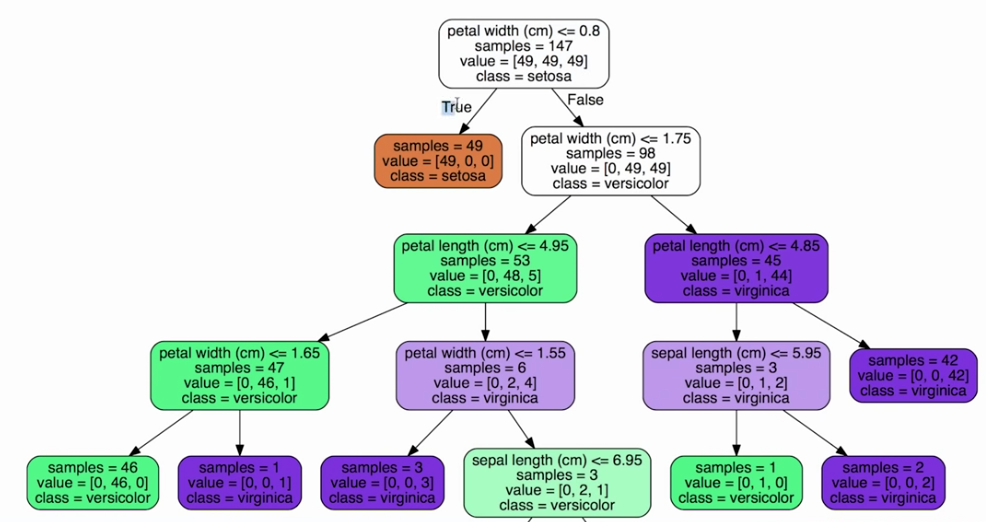 petal width (cm) <= 0.8
samples = 147
value = [49, 49, 49]
class = setosa
True
False
samples = 49
value = [49, 0, 0]
class = setosa
petal width (cm) <= 1.75
samples = 98
value = [0, 49, 49]
class = versicolor
petal length (cm) <= 4.95
samples = 53
value = [0, 48, 5]
class = versicolor
petal length (cm) <= 4.85
samples = 45
value = [0, 1, 44]
class = virginica
petal width (cm) <= 1.65
samples = 47
value = [0, 46, 1]
class = versicolor
petal width (cm) <= 1.55
samples = 6
value = [0, 2, 4]
class = virginica
sepal length (cm) <= 5.95
samples = 3
value = [0, 1, 2]
class = virginica
samples = 42
value = [0, 0, 42]
class = virginica
samples = 46
value = [0, 46, 0]
class = versicolor
samples = 1
value = [0, 0, 1]
class = virginica
samples = 3
value = [0, 0, 3]
class = virginica
sepal length (cm) <= 6.95
samples = 3
value = [0, 2, 1]
class = versicolor
samples = 1
value = [0, 1, 0]
class = versicolor
samples = 2
value = [0, 0, 2]
class = virginica